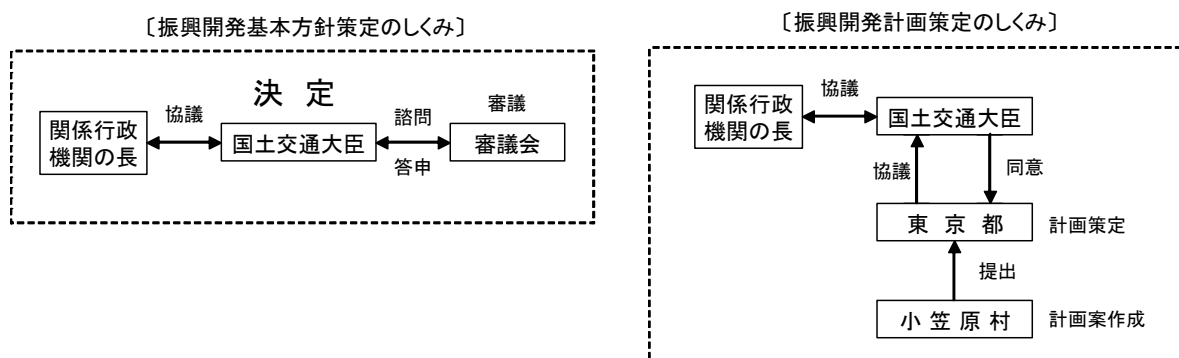 〔振興開発基本方針策定のしくみ〕
決 定
関係行政
機関の長
協議
国土交通大臣
諮問
答申
審議
審議会
〔振興開発計画策定のしくみ〕
関係行政
機関の長
協議
国土交通大臣
協議
同意
東 京 都
計画策定
提出
小 笠 原 村
計画案作成